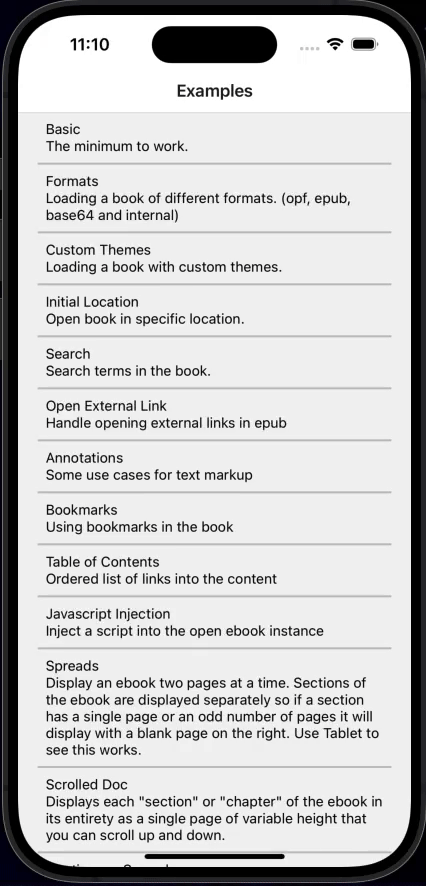 11:10
Examples
Basic
The minimum to work.
Formats
Loading a book of different formats. (opf, epub,
base64 and internal)
Custom Themes
Loading a book with custom themes.
Initial Location
Open book in specific location.
Search
Search terms in the book.
Open External Link
Handle opening external links in epub
Annotations
Some use cases for text markup
Bookmarks
Using bookmarks in the book
Table of Contents
Ordered list of links into the content
Javascript Injection
Inject a script into the open ebook instance
Spreads
Display an ebook two pages at a time. Sections of
the ebook are displayed separately so if a section
has a single page or an odd number of pages it will
display with a blank page on the right. Use Tablet to
see this works.
Scrolled Doc
Displays each "section" or "chapter" of the ebook in
its entirety as a single page of variable height that
you can scroll up and down.